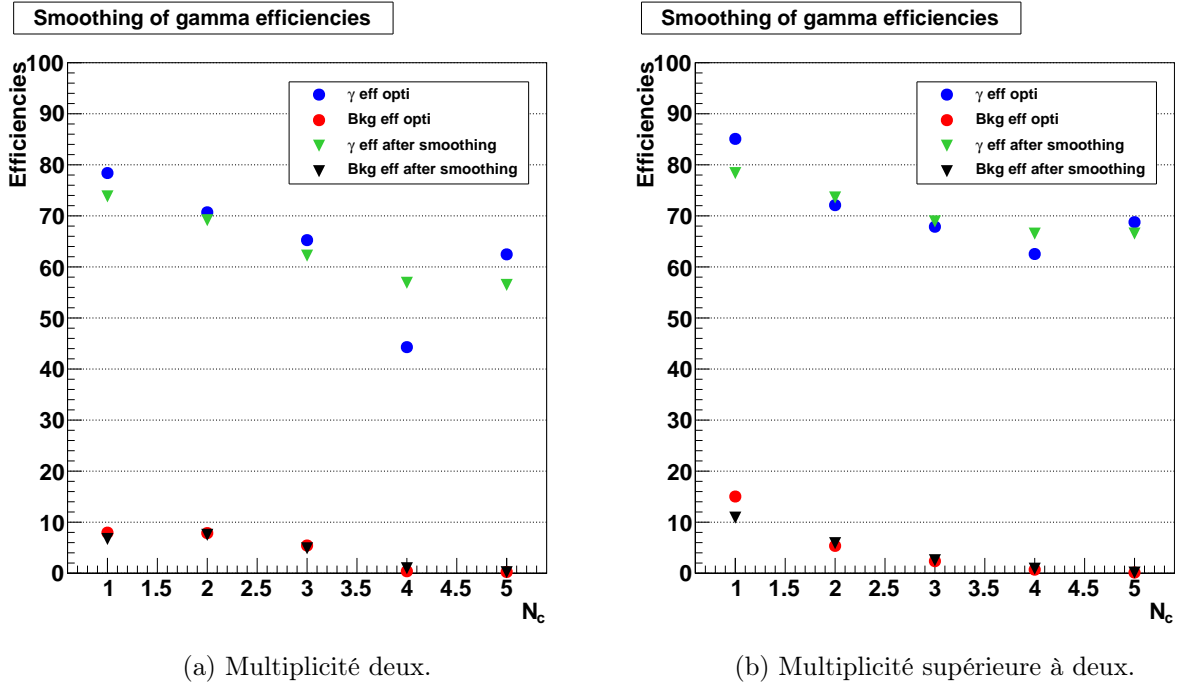 Smoothing of gamma efficiencies
Efficiencies
100
90
80
70
60
50
40
30
20
10
0
γ eff opti
Bkg eff opti
γ eff after smoothing
Bkg eff after smoothing
1 1.5 2 2.5 3 3.5 4 4.5 5
N_c
(a) Multiplicité deux.
Smoothing of gamma efficiencies
Efficiencies
100
90
80
70
60
50
40
30
20
10
0
γ eff opti
Bkg eff opti
γ eff after smoothing
Bkg eff after smoothing
1 1.5 2 2.5 3 3.5 4 4.5 5
N_c
(b) Multiplicité supérieure à deux.